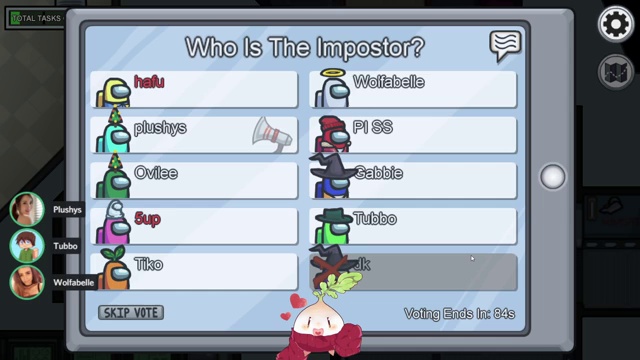 TOTAL TASKS
Who Is The Impostor?
hafu
Wolfabelle
plushys
PI SS
Ovilee
Gabbie
5up
Tubbo
Tiko
jk
Plushys
Tubbo
Wolfabelle
SKIP VOTE
Voting Ends In: 84s